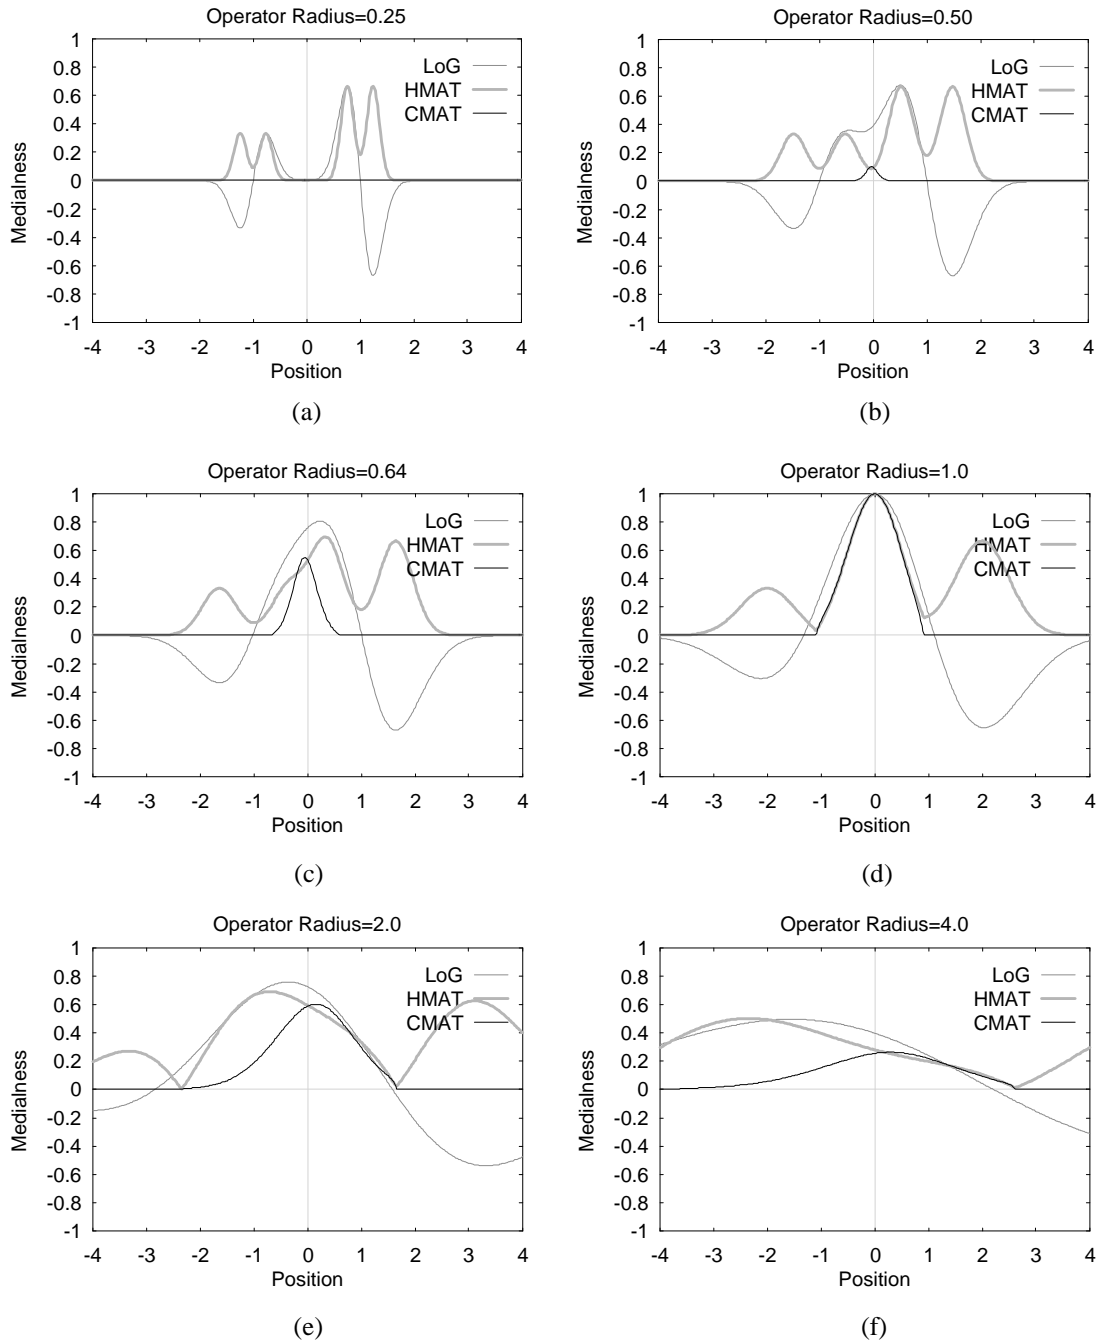 Operator Radius=0.25
1
0.8
0.6
0.4
0.2
0
-0.2
-0.4
-0.6
-0.8
-1
Medialness
LoG
HMAT
CMAT
-4 -3 -2 -1 0 1 2 3 4
Position
(a)
Operator Radius=0.50
1
0.8
0.6
0.4
0.2
0
-0.2
-0.4
-0.6
-0.8
-1
Medialness
LoG
HMAT
CMAT
-4 -3 -2 -1 0 1 2 3 4
Position
(b)
Operator Radius=0.64
1
0.8
0.6
0.4
0.2
0
-0.2
-0.4
-0.6
-0.8
-1
Medialness
LoG
HMAT
CMAT
-4 -3 -2 -1 0 1 2 3 4
Position
(c)
Operator Radius=1.0
1
0.8
0.6
0.4
0.2
0
-0.2
-0.4
-0.6
-0.8
-1
Medialness
LoG
HMAT
CMAT
-4 -3 -2 -1 0 1 2 3 4
Position
(d)
Operator Radius=2.0
1
0.8
0.6
0.4
0.2
0
-0.2
-0.4
-0.6
-0.8
-1
Medialness
LoG
HMAT
CMAT
-4 -3 -2 -1 0 1 2 3 4
Position
(e)
Operator Radius=4.0
1
0.8
0.6
0.4
0.2
0
-0.2
-0.4
-0.6
-0.8
-1
Medialness
LoG
HMAT
CMAT
-4 -3 -2 -1 0 1 2 3 4
Position
(f)